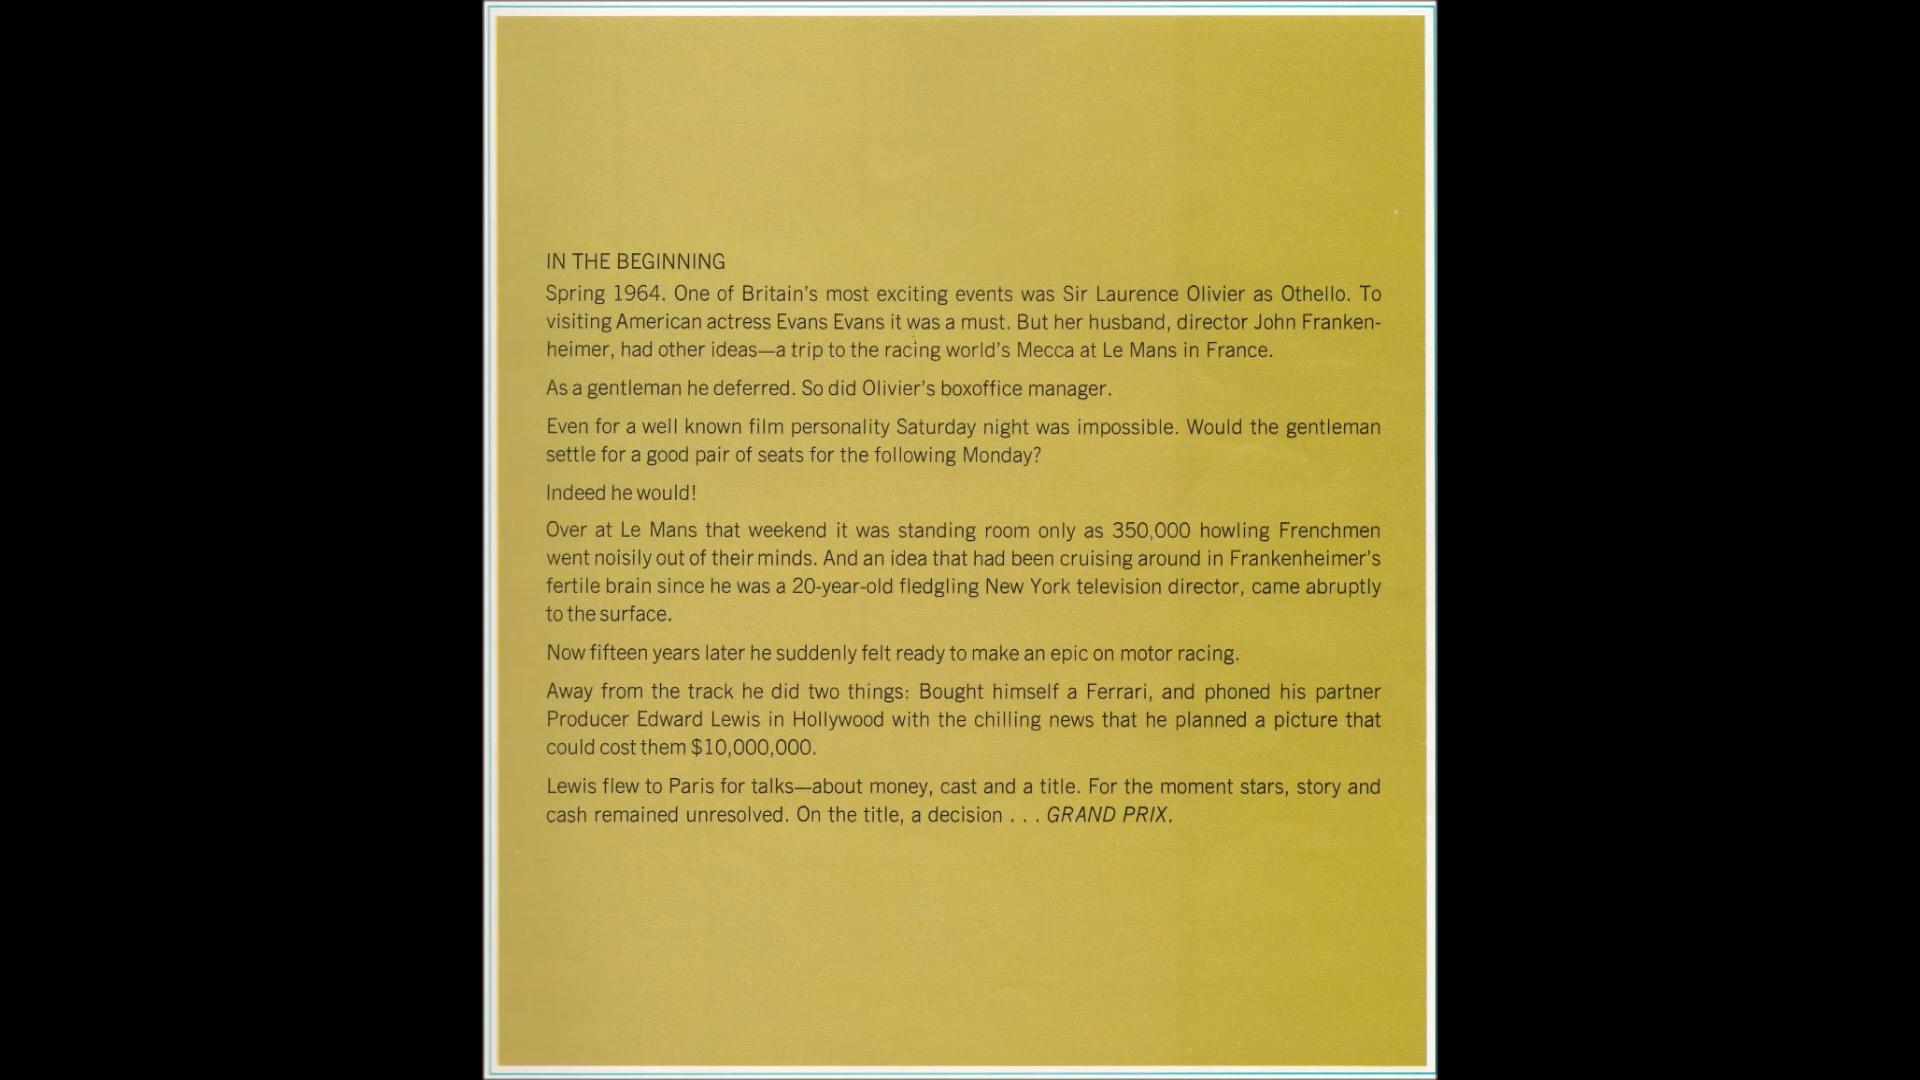 IN THE BEGINNING
Spring 1964. One of Britain's most exciting events was Sir Laurence Olivier as Othello. To
visiting American actress Evans Evans it was a must. But her husband, director John Franken-
heimer, had other ideas—a trip to the racing world's Mecca at Le Mans in France.
As a gentleman he deferred. So did Olivier's boxoffice manager.
Even for a well known film personality Saturday night was impossible. Would the gentleman
settle for a good pair of seats for the following Monday?
Indeed he would!
Over at Le Mans that weekend it was standing room only as 350,000 howling Frenchmen
went noisily out of their minds. And an idea that had been cruising around in Frankenheimer's
fertile brain since he was a 20-year-old fledgling New York television director, came abruptly
to the surface.
Now fifteen years later he suddenly felt ready to make an epic on motor racing.
Away from the track he did two things: Bought himself a Ferrari, and phoned his partner
Producer Edward Lewis in Hollywood with the chilling news that he planned a picture that
could cost them $10,000,000.
Lewis flew to Paris for talks—about money, cast and a title. For the moment stars, story and
cash remained unresolved. On the title, a decision . . . GRAND PRIX.